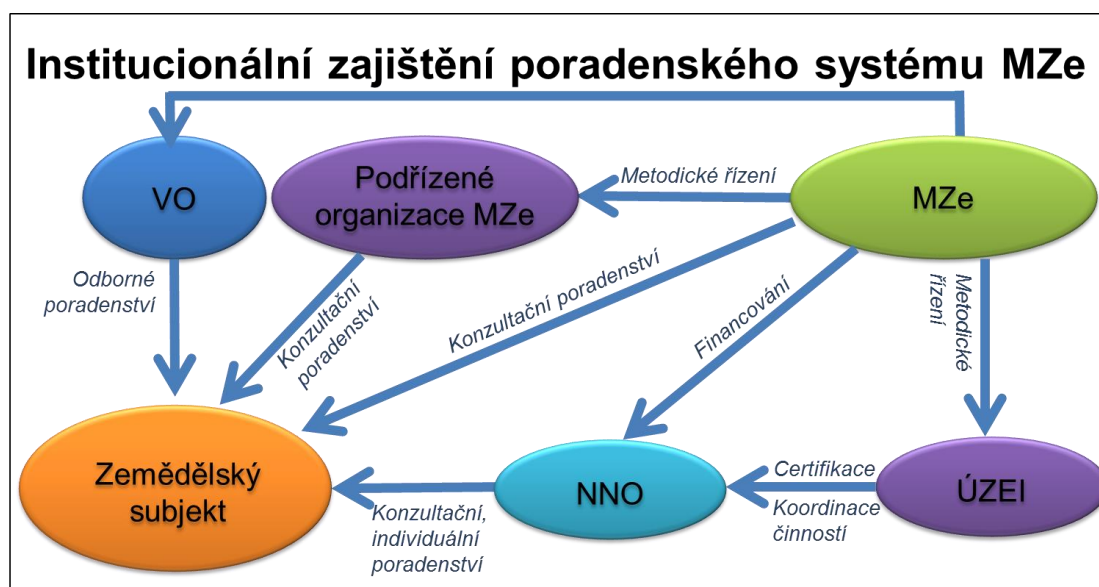 Institucionální zajištění poradenského systému MZe
VO
Podřízené
organizace MZe
Metodické řízení
MZe
Odborné
poradenství
Konzultační
poradenství
Konzultační poradenství
Financování
Metodické
řízení
Zemědělský
subjekt
NNO
Certifikace
Koordinace
činností
ÚZEI
Konzultační,
individuální
poradenství